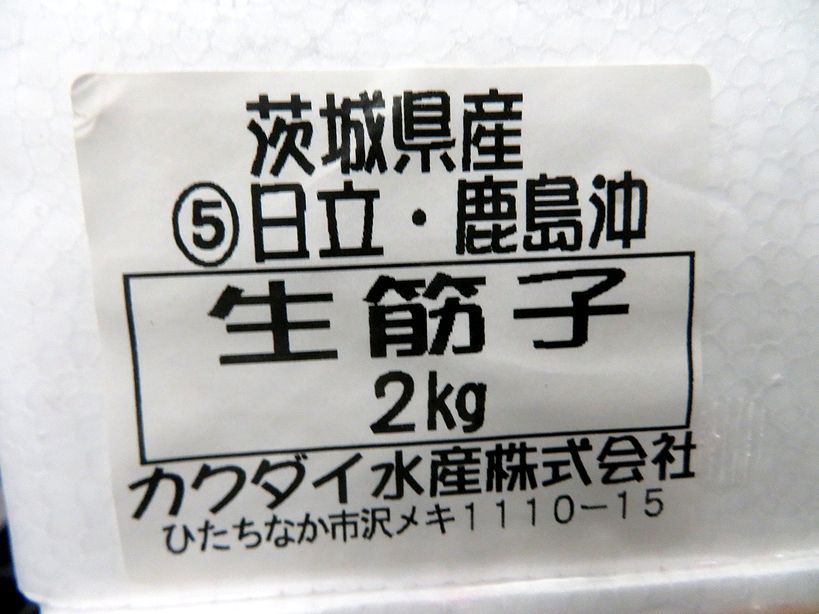 茨城県産
⑤日立・鹿島沖
生筋子
2kg
カクダイ水産株式会社
ひたちなか市沢メキ1110-15